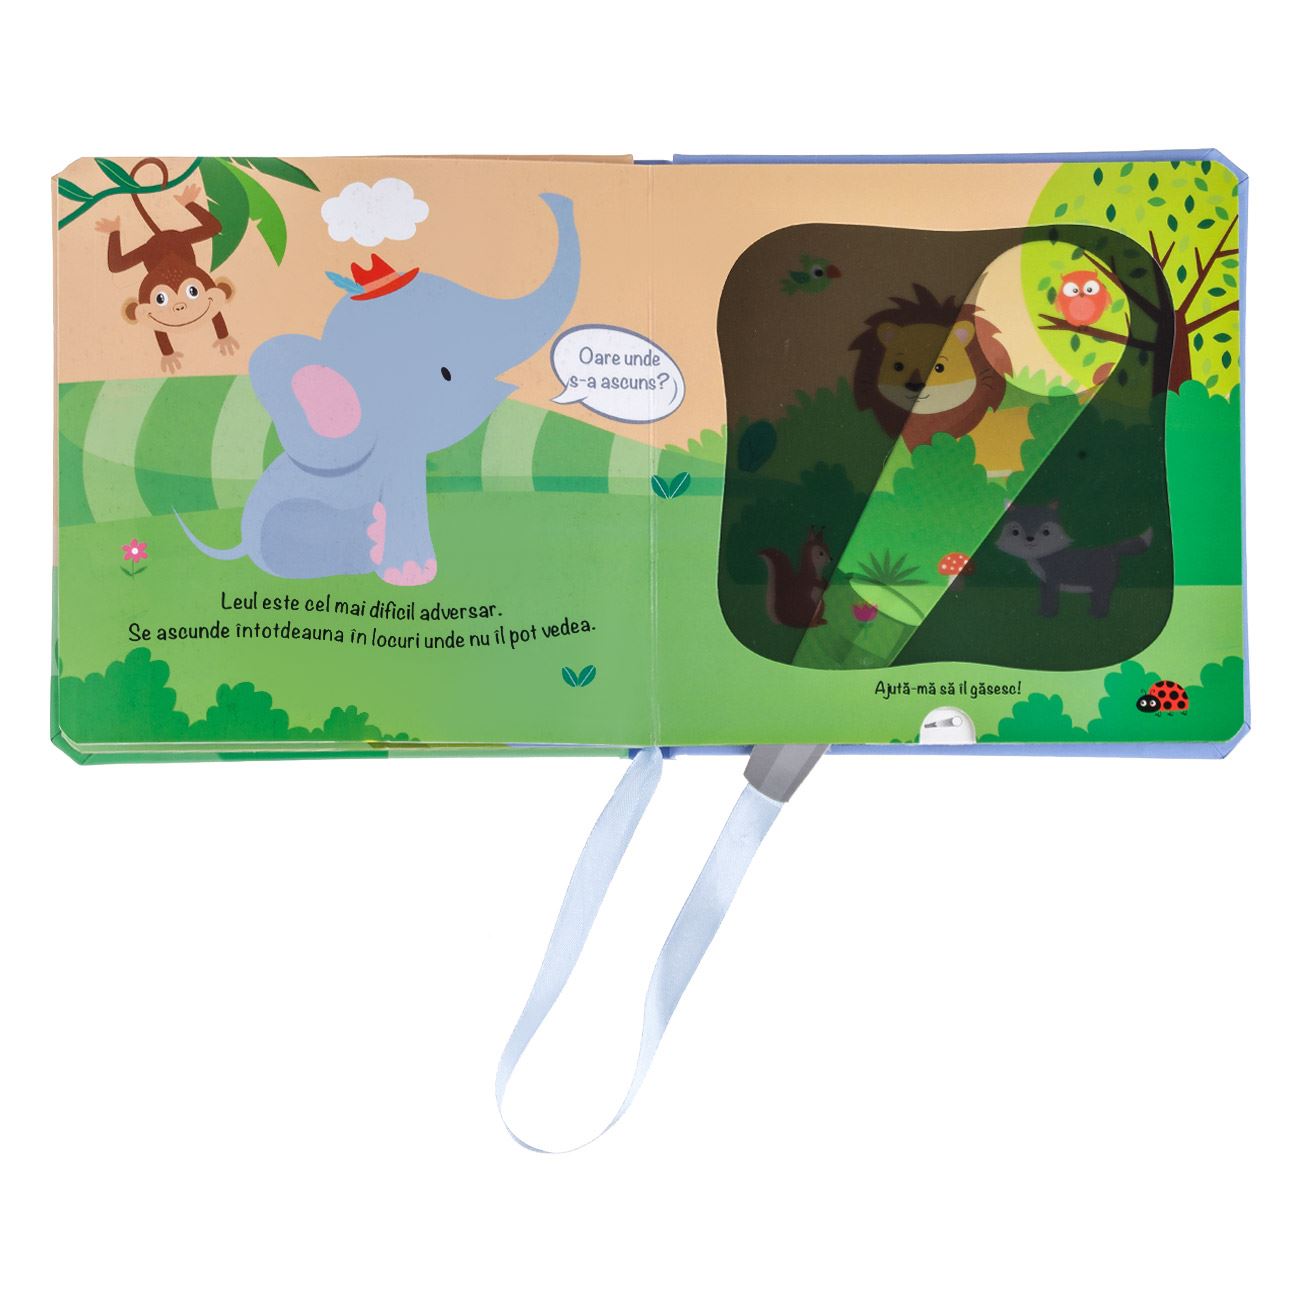 Oare unde
s-a ascuns?
Leul este cel mai dificil adversar.
Se ascunde întotdeauna în locuri unde nu îl pot vedea.
Ajută-mă să îl găsesc!